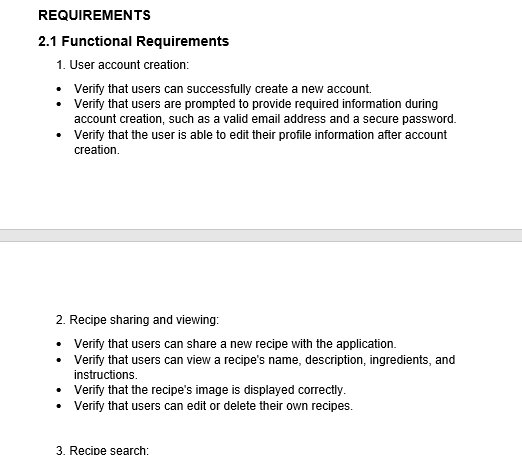 REQUIREMENTS
2.1 Functional Requirements
1. User account creation:
• Verify that users can successfully create a new account.
• Verify that users are prompted to provide required information during
account creation, such as a valid email address and a secure password.
• Verify that the user is able to edit their profile information after account
creation.
2. Recipe sharing and viewing:
• Verify that users can share a new recipe with the application.
• Verify that users can view a recipe's name, description, ingredients, and
instructions.
• Verify that the recipe's image is displayed correctly.
• Verify that users can edit or delete their own recipes.
3. Recipe search: